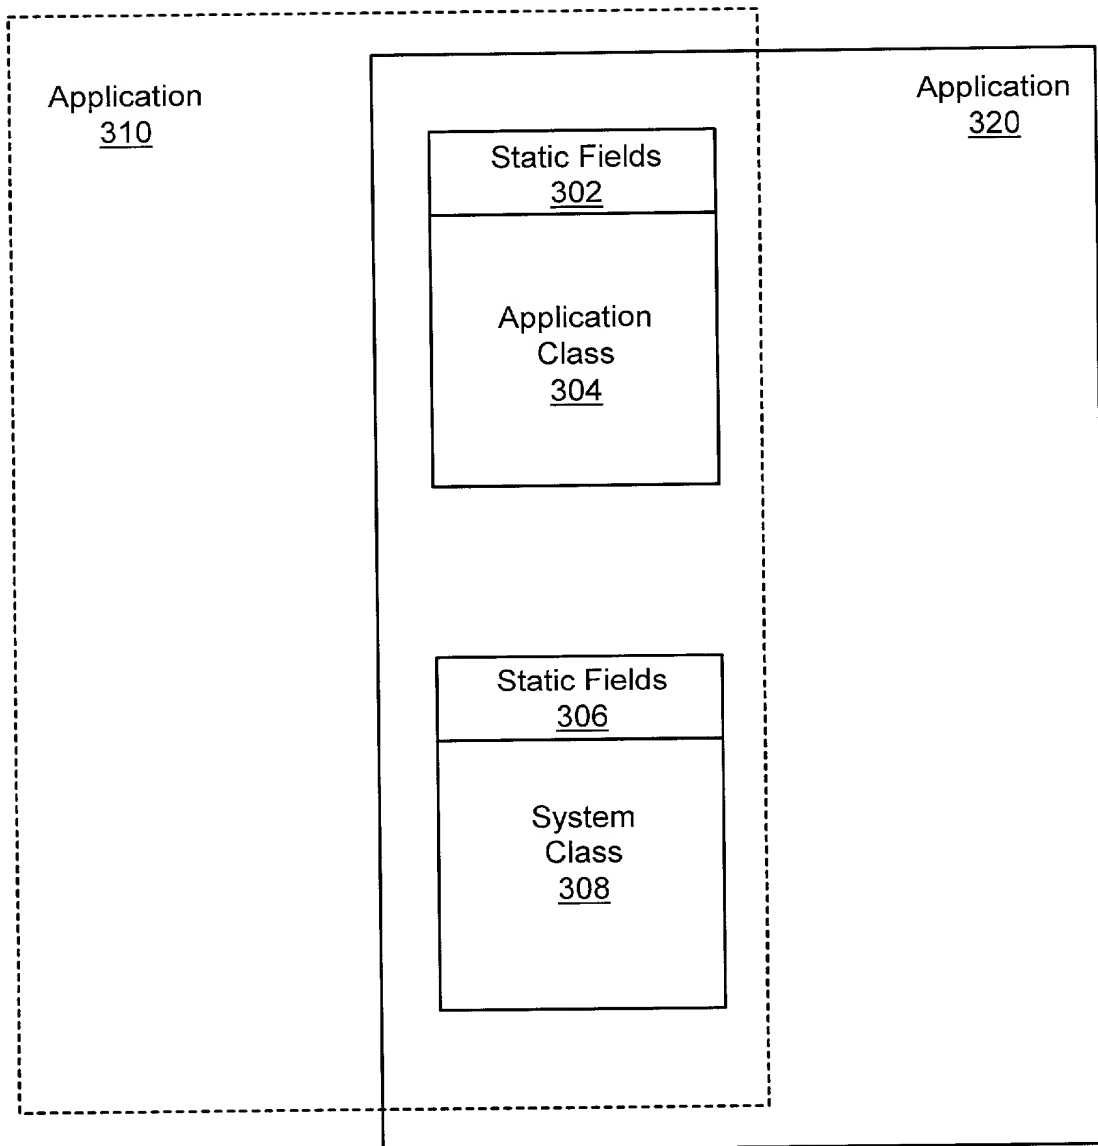 Application
310
Application
320
Static Fields
302
Application
Class
304
Static Fields
306
System
Class
308